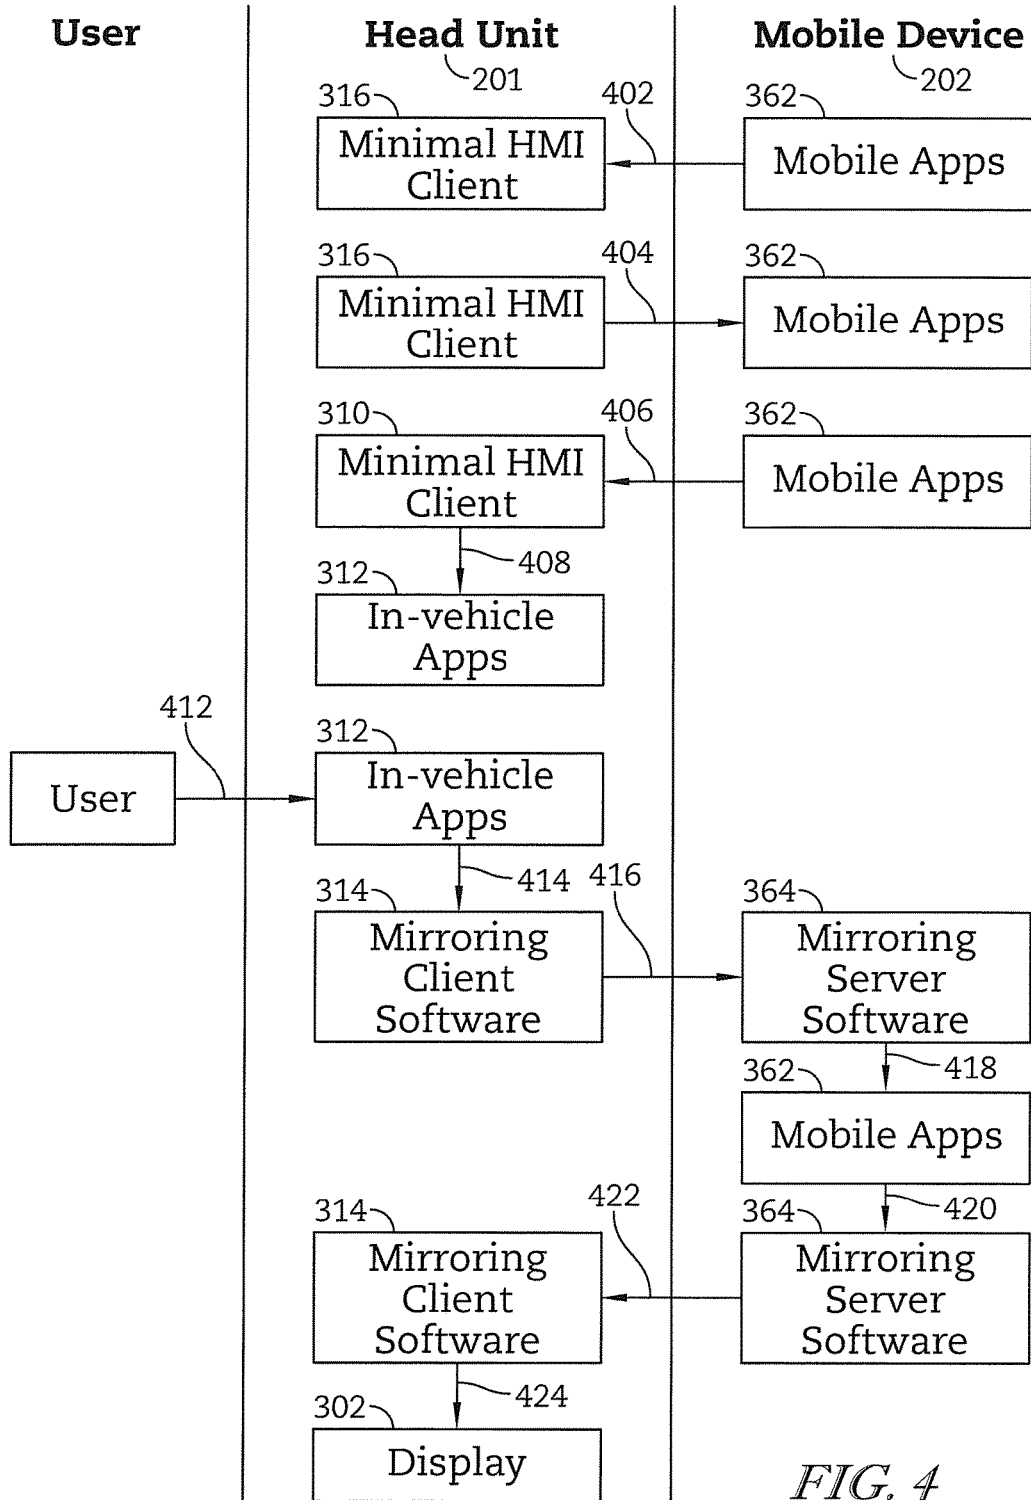 User
Head Unit
Mobile Device
201
202
316
402
362
Minimal HMI
Client
Mobile Apps
316
404
362
Minimal HMI
Client
Mobile Apps
310
406
362
Minimal HMI
Client
Mobile Apps
408
312
In-vehicle
Apps
412
312
User
In-vehicle
Apps
414
416
314
364
Mirroring
Client
Software
Mirroring
Server
Software
418
362
Mobile Apps
420
314
422
364
Mirroring
Client
Software
Mirroring
Server
Software
424
302
Display
FIG. 4